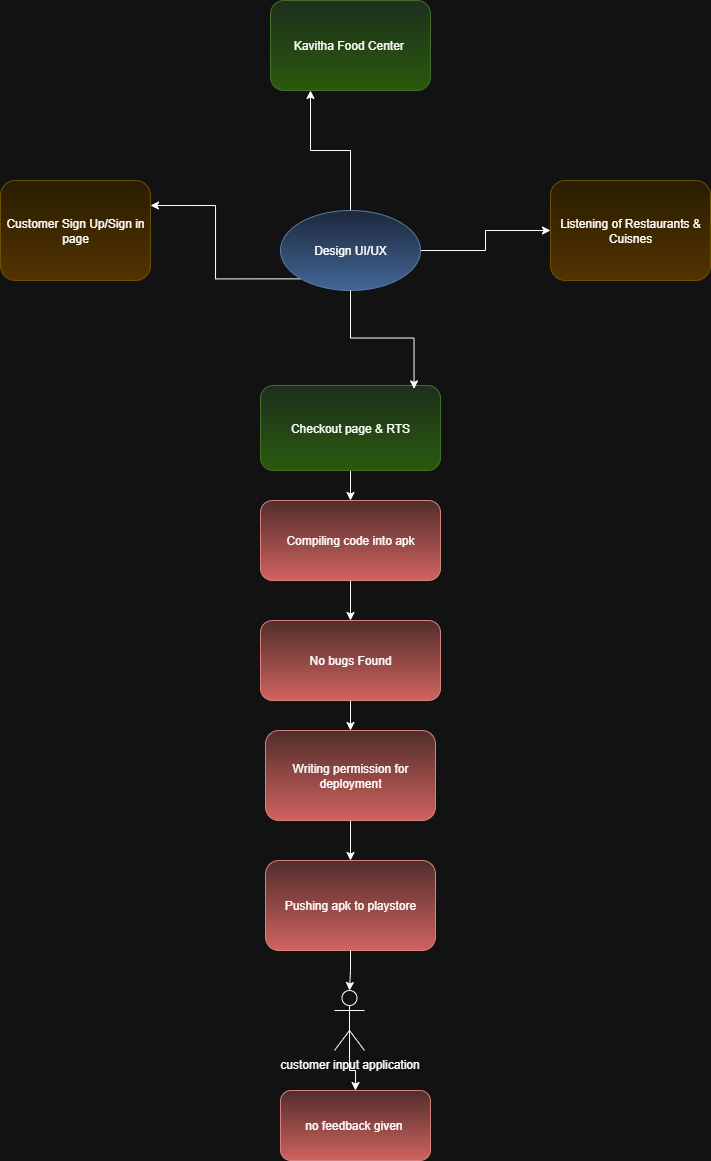 Kavitha Food Center
Customer Sign Up/Sign in
page
Design UI/UX
Listening of Restaurants &
Cuisnes
Checkout page & RTS
Compiling code into apk
No bugs Found
Writing permission for
deployment
Pushing apk to playstore
customer input application
no feedback given